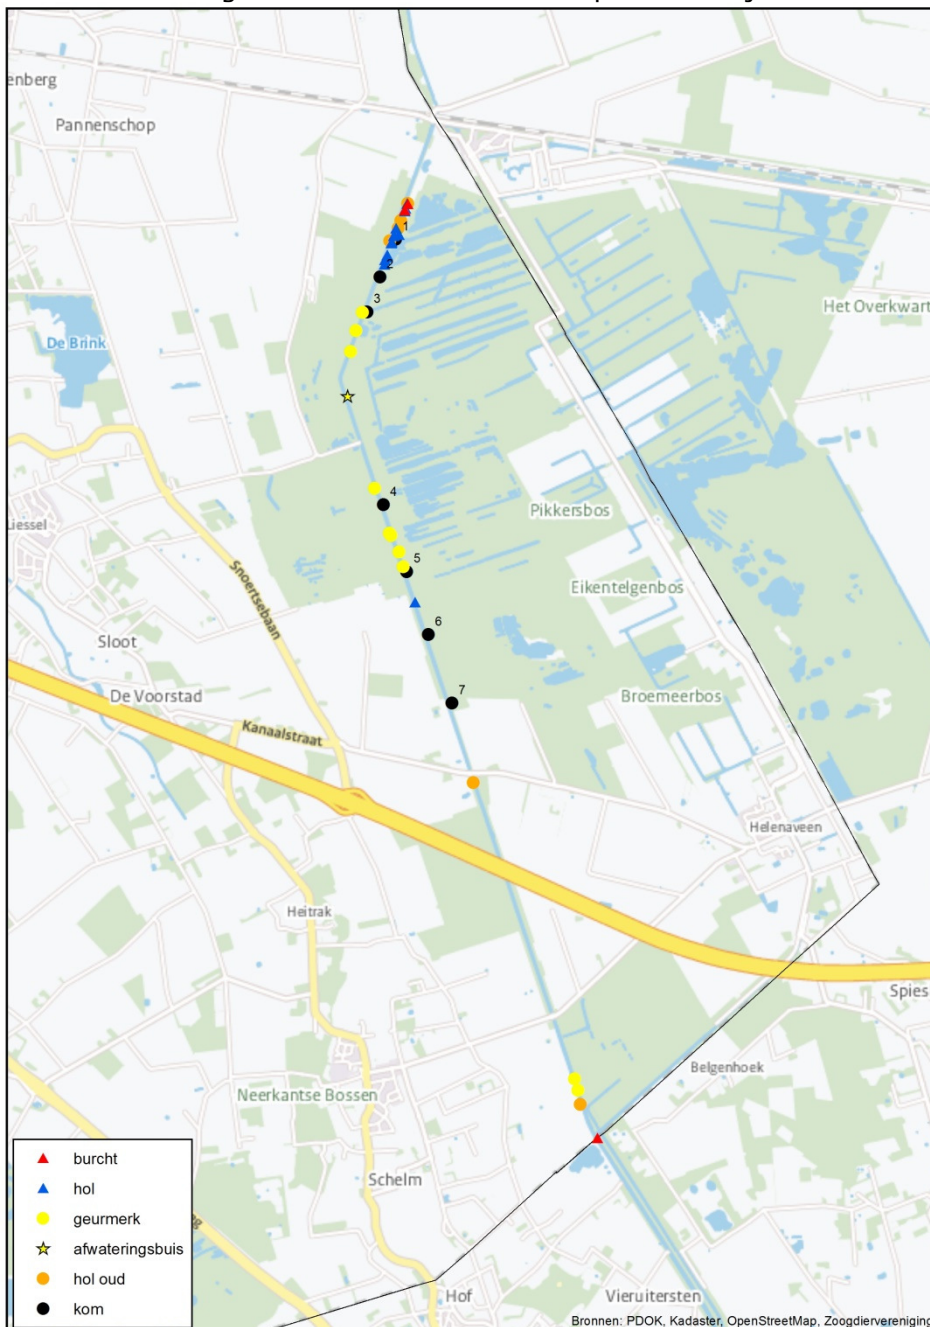 enberg
Pannenschop
1
2
3
Het Overkwart
De Brink
4
Pikkersbos
Liessel
5
Snoertsebaan
Eikentelgenbos
6
Sloot
7
De Voorstad
Broemeerbos
Kanaalstraat
Helenaveen
Heitrak
Spies
Belgenhoek
Neerkantse Bossen
burcht
hol
geurmerk
afwateringsbuis
hol oud
kom
Schelm
Hof
Vieruitersten
Bronnen: PDOK, Kadaster, OpenStreetMap, Zoogdiervereniging